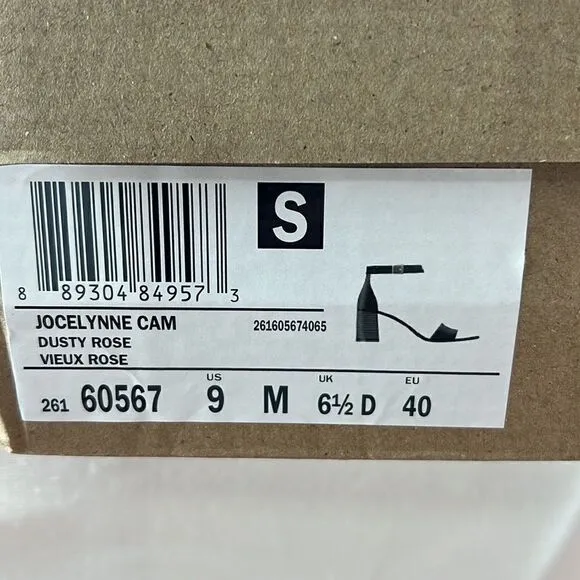 S
8 89304 84957 3
JOCELYNNE CAM 261605674065
DUSTY ROSE
VIEUX ROSE
US UK EU
261 60567 9 M 6½ D 40